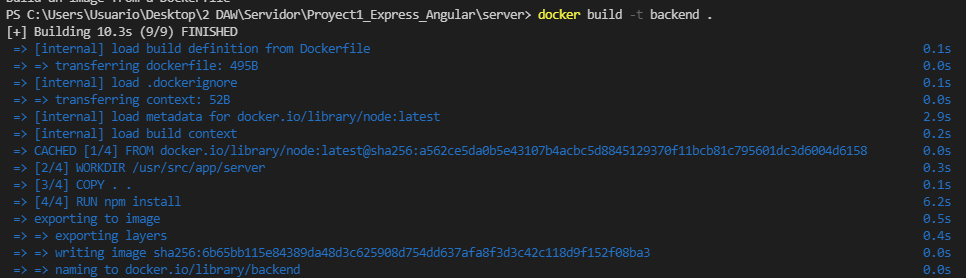 PS C:\Users\Usuario\Desktop\2 DAW\Servidor\Proyect1_Express_Angular\server> docker build -t backend .
[+] Building 10.3s (9/9) FINISHED
=> [internal] load build definition from Dockerfile 0.1s
=> => transferring dockerfile: 495B 0.0s
=> [internal] load .dockerignore 0.1s
=> => transferring context: 52B 0.0s
=> [internal] load metadata for docker.io/library/node:latest 2.9s
=> [internal] load build context 0.2s
=> CACHED [1/4] FROM docker.io/library/node:latest@sha256:a562ce5da0b5e43107b4acbc5d8845129370f11bcb81c795601dc3d6004d6158 0.0s
=> [2/4] WORKDIR /usr/src/app/server 0.3s
=> [3/4] COPY . . 0.1s
=> [4/4] RUN npm install 6.2s
=> exporting to image 0.5s
=> => exporting layers 0.4s
=> => writing image sha256:6b65bb115e84389da48d3c625908d754dd637afa8f3d3c42c118d9f152f08ba3 0.0s
=> => naming to docker.io/library/backend 0.0s